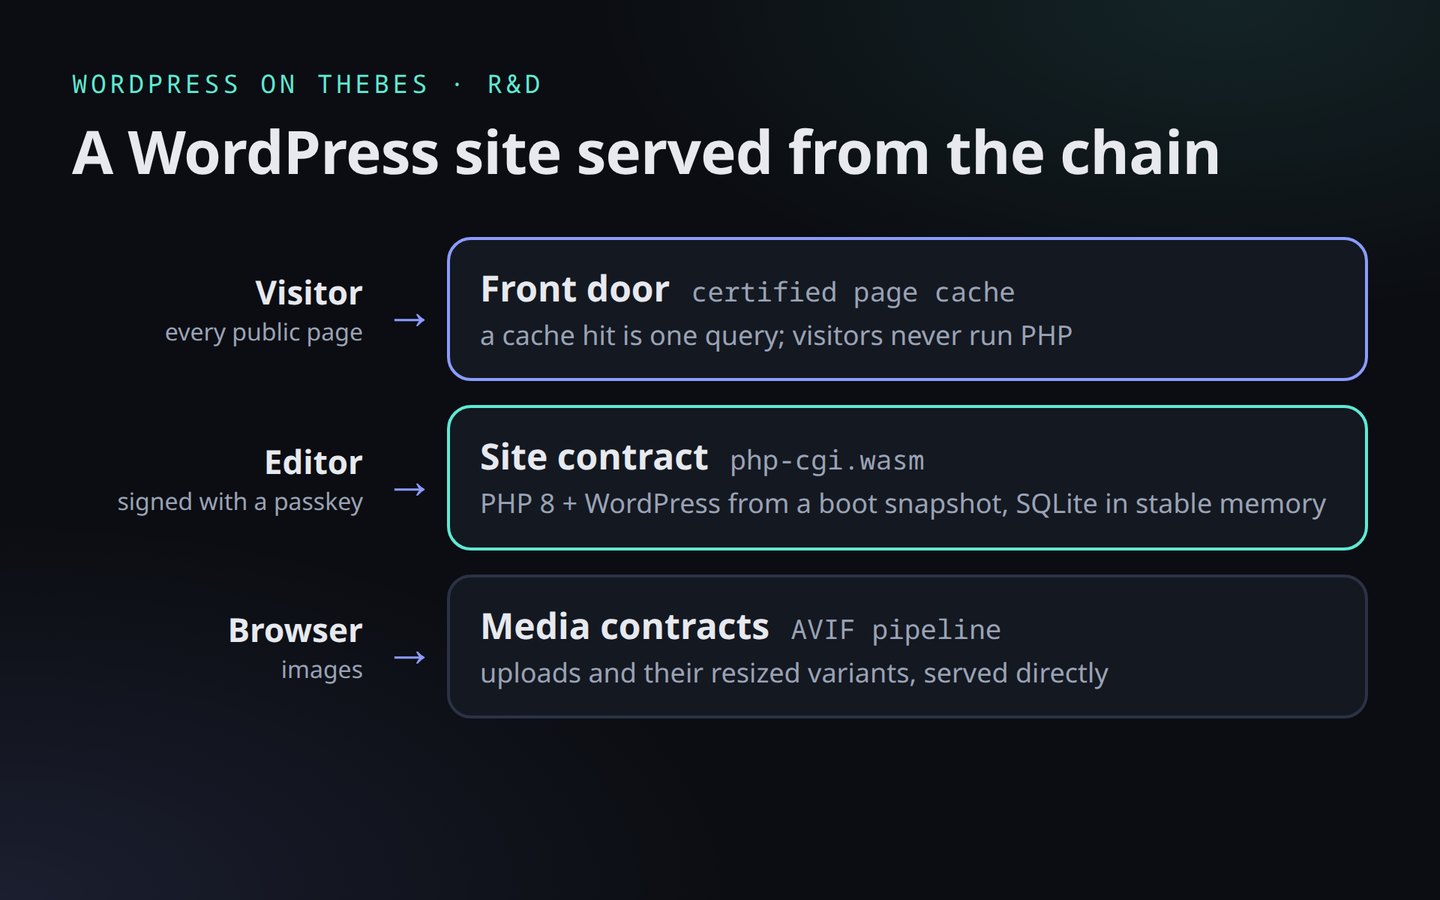 WORDPRESS ON THEBES · R&D
A WordPress site served from the chain
Visitor
every public page
→
Front door certified page cache
a cache hit is one query; visitors never run PHP
Editor
signed with a passkey
→
Site contract php-cgi.wasm
PHP 8 + WordPress from a boot snapshot, SQLite in stable memory
Browser
images
→
Media contracts AVIF pipeline
uploads and their resized variants, served directly